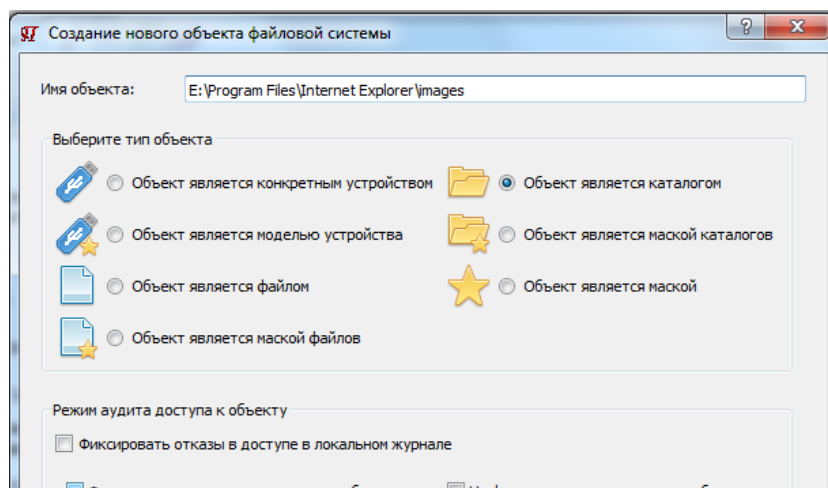 Создание нового объекта файловой системы
Имя объекта: E:\Program Files\Internet Explorer\images
Выберите тип объекта
Объект является конкретным устройством
Объект является каталогом
Объект является моделью устройства
Объект является маской каталогов
Объект является файлом
Объект является маской
Объект является маской файлов
Режим аудита доступа к объекту
Фиксировать отказы в доступе в локальном журнале